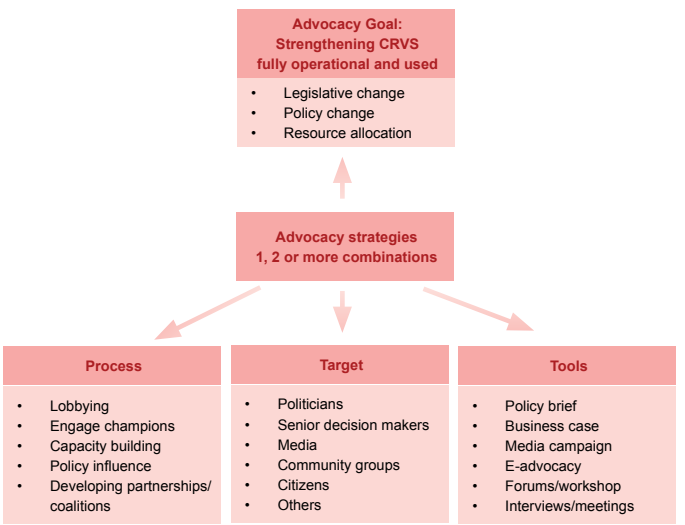 Advocacy Goal:
Strengthening CRVS
fully operational and used
• Legislative change
• Policy change
• Resource allocation
Advocacy strategies
1, 2 or more combinations
Process
• Lobbying
• Engage champions
• Capacity building
• Policy influence
• Developing partnerships/
coalitions
Target
• Politicians
• Senior decision makers
• Media
• Community groups
• Citizens
• Others
Tools
• Policy brief
• Business case
• Media campaign
• E-advocacy
• Forums/workshop
• Interviews/meetings